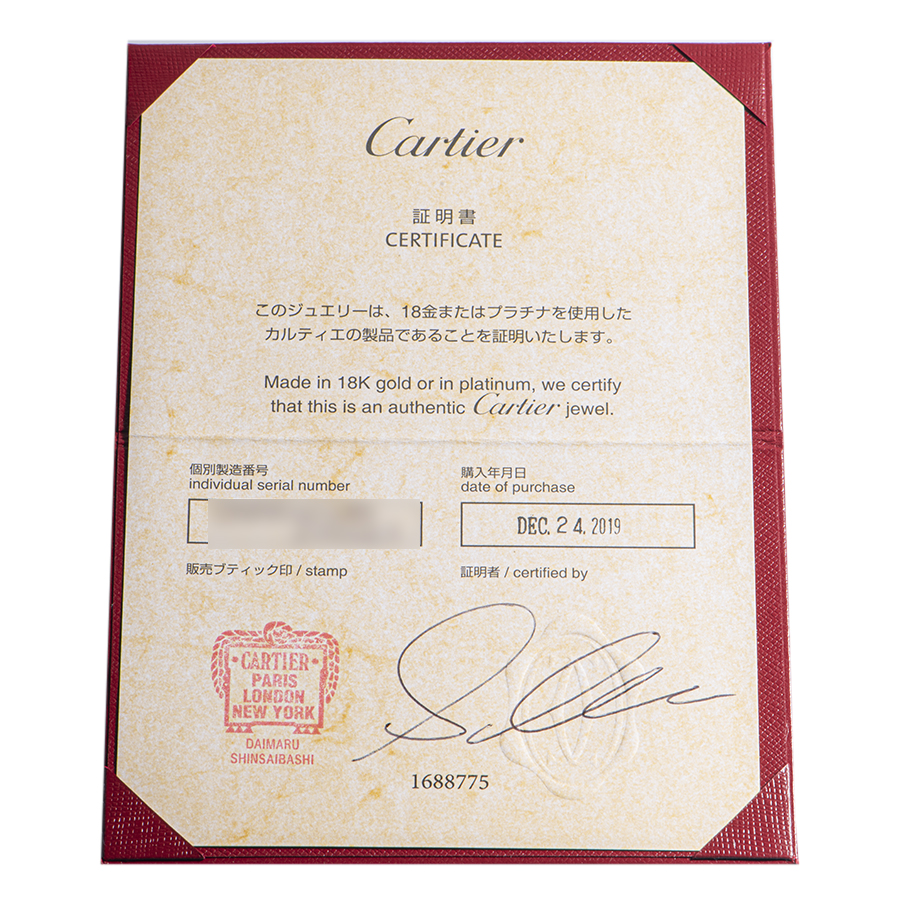 Cartier
証明書
CERTIFICATE
このジュエリーは、18金またはプラチナを使用した
カルティエの製品であることを証明いたします。
Made in 18K gold or in platinum, we certify
that this is an authentic Cartier jewel.
個別製造番号
individual serial number
購入年月日
date of purchase
DEC. 24. 2019
販売ブティック印 / stamp
証明者 / certified by
·CARTIER·
PARIS
LONDON
NEW YORK
DAIMARU
SHINSAIBASHI
1688775